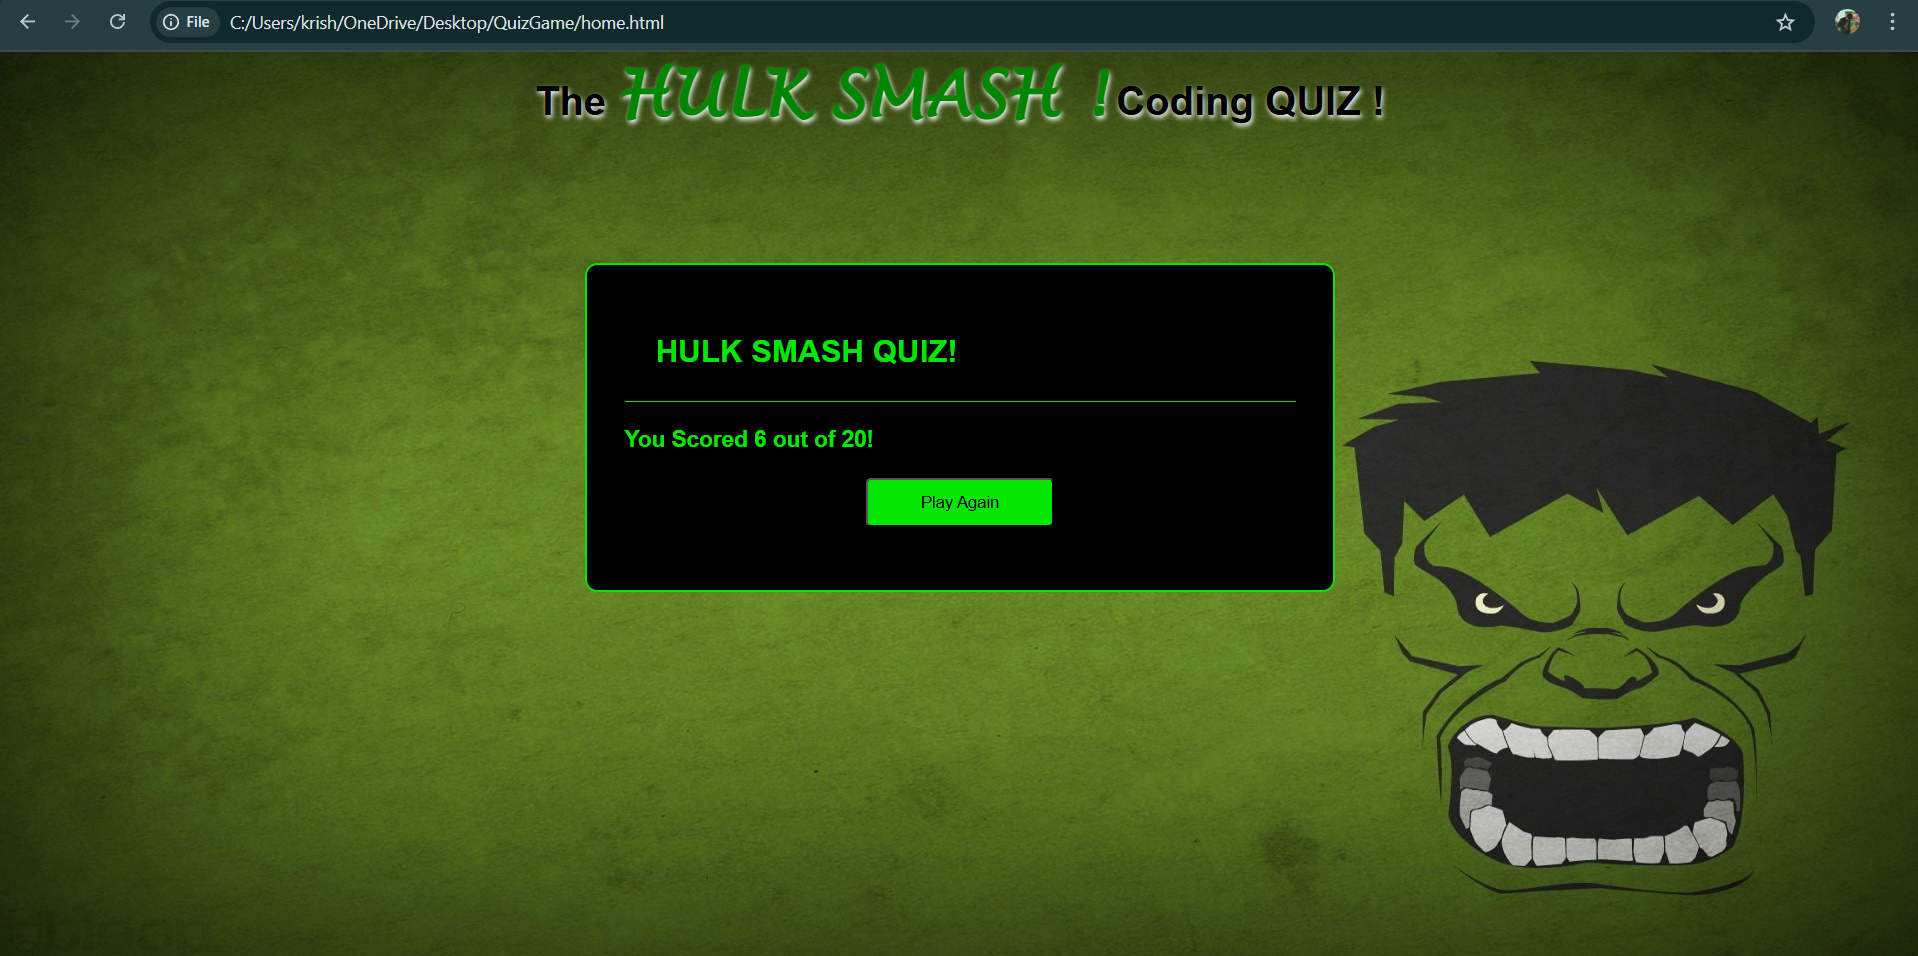 File C:/Users/krish/OneDrive/Desktop/QuizGame/home.html
The HULK SMASH ! Coding QUIZ !
HULK SMASH QUIZ!
You Scored 6 out of 20!
Play Again